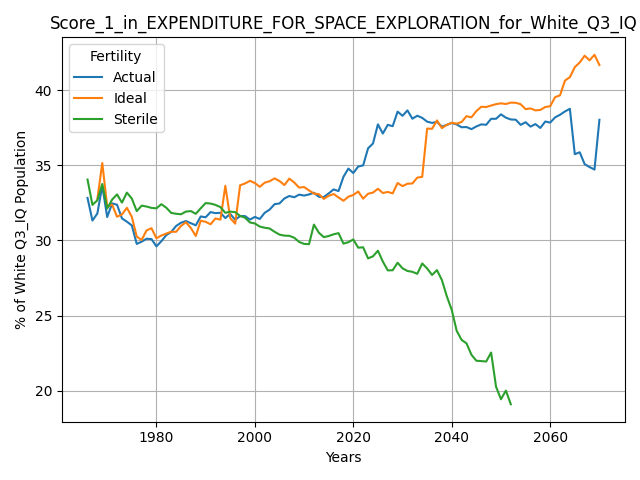 Score_1_in_EXPENDITURE_FOR_SPACE_EXPLORATION_for_White_Q3_IQ
Fertility
Actual
Ideal
Sterile
% of White Q3_IQ Population
40
35
30
25
20
1980
2000
2020
2040
2060
Years